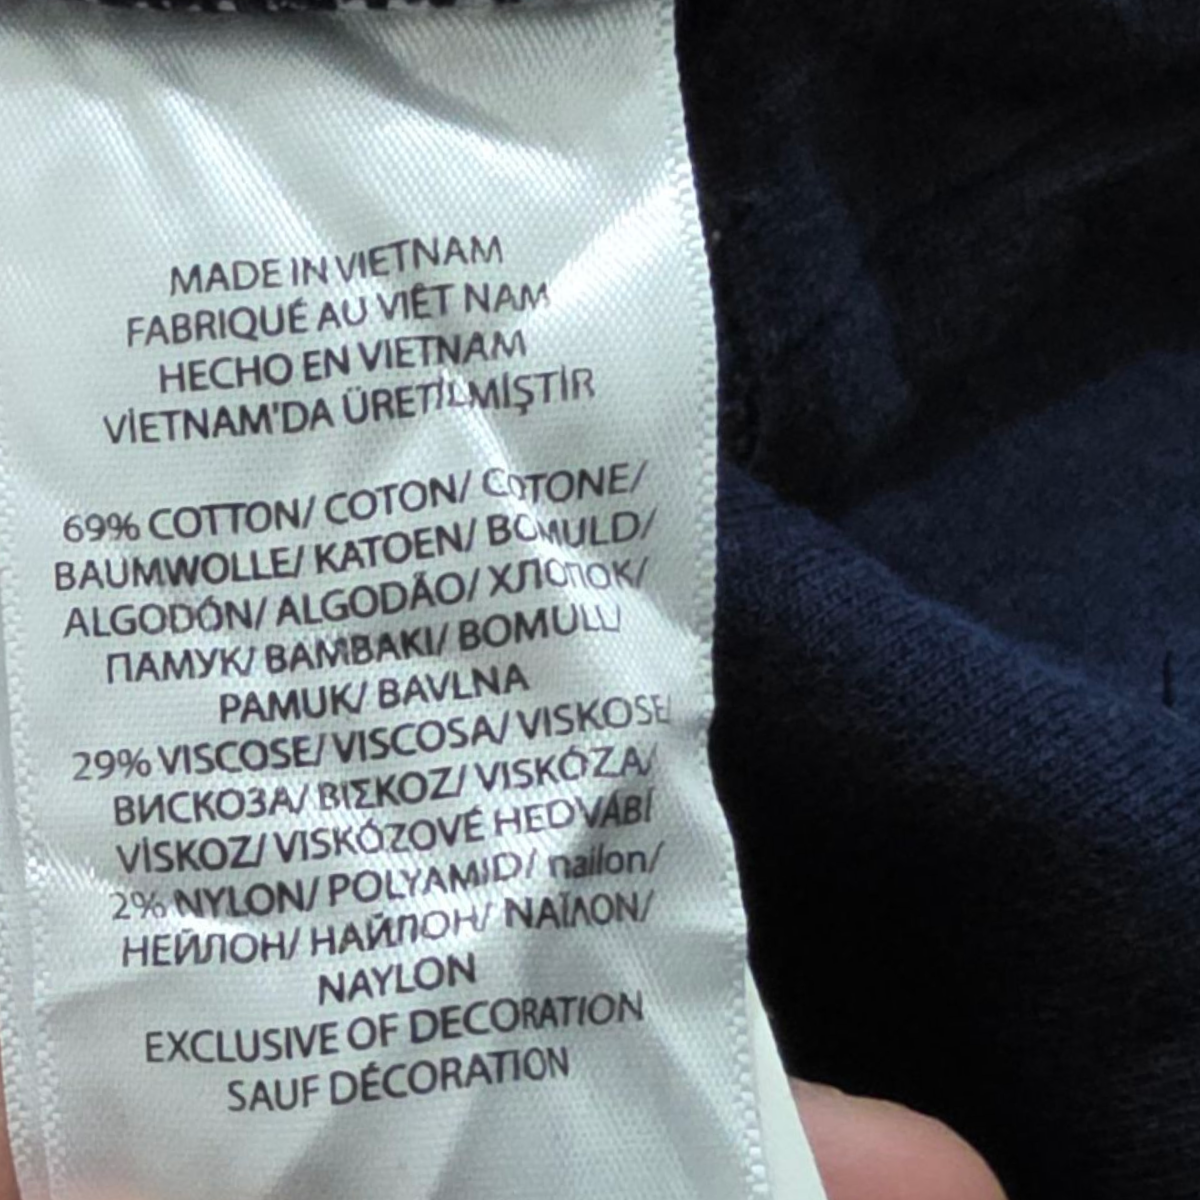 MADE IN VIETNAM
FABRIQUÉ AU VIÊT NAM
HECHO EN VIETNAM
VİETNAM'DA ÜRETİLMİŞTİR
69% COTTON/ COTON/ COTONE/
BAUMWOLLE/ KATOEN/ BOMULD/
ALGODÓN/ ALGODÃO/ ХЛОПОК/
ПАМУК/ BAMBAKI/ BOMULL/
PAMUK/ BAVLNA
29% VISCOSE/ VISCOSA/ VISKOSE/
ВИСКОЗА/ ΒΙΣΚΟΖ/ VISKÓZA/
VİSKOZ/ VISKÓZOVÉ HEDVÁBÍ
2% NYLON/ POLYAMID/ nailon/
НЕЙЛОН/ НАЙЛОН/ ΝΑΪΛΟΝ/
NAYLON
EXCLUSIVE OF DECORATION
SAUF DÉCORATION